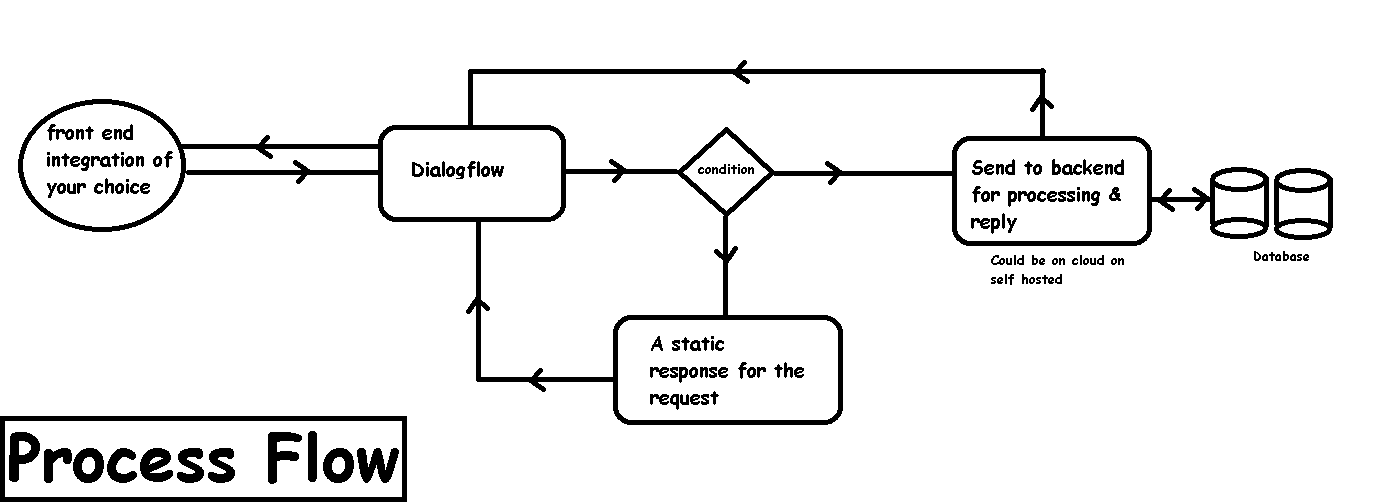 front end
integration of
your choice
Dialogflow
condition
Send to backend
for processing &
reply
Could be on cloud on
self hosted
Database
A static
response for the
request
Process Flow